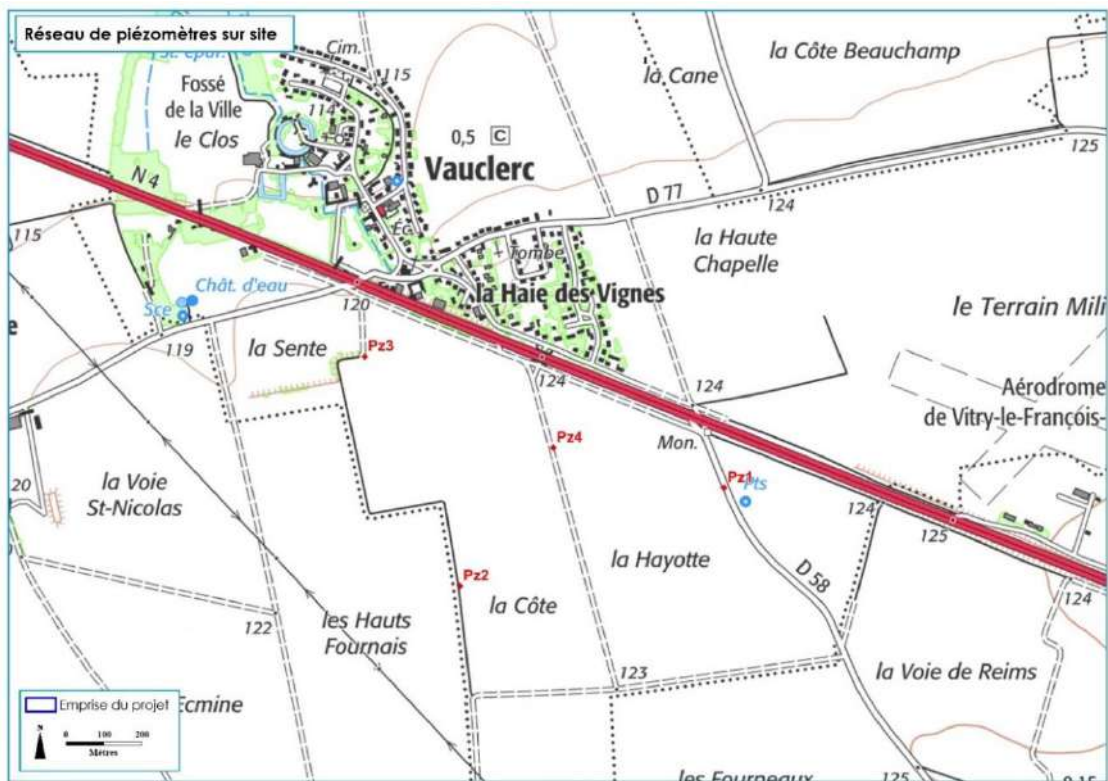 Réseau de piézomètres sur site
Cim.
la Côte Beauchamp
St. épur.
115
la Cane
Fossé
de la Ville
le Clos
114
0,5 C
125
N 4
Vauclerc
D 77
124
115
Éc.
la Haute
Chapelle
Tombe
Chât. d'eau
la Haie des Vignes
Sce
120
le Terrain Mili
e
119
la Sente
Pz3
124
124
Aérodrome
de Vitry-le-François-
Pz4
Mon.
20
la Voie
St-Nicolas
Pz1
Pts
124
125
la Hayotte
Pz2
D 58
124
la Côte
122
les Hauts
Fournais
123
la Voie de Reims
Emprise du projet
Ecmine
N
0 100 200
Mètres
les Fourneaux
125
0,15